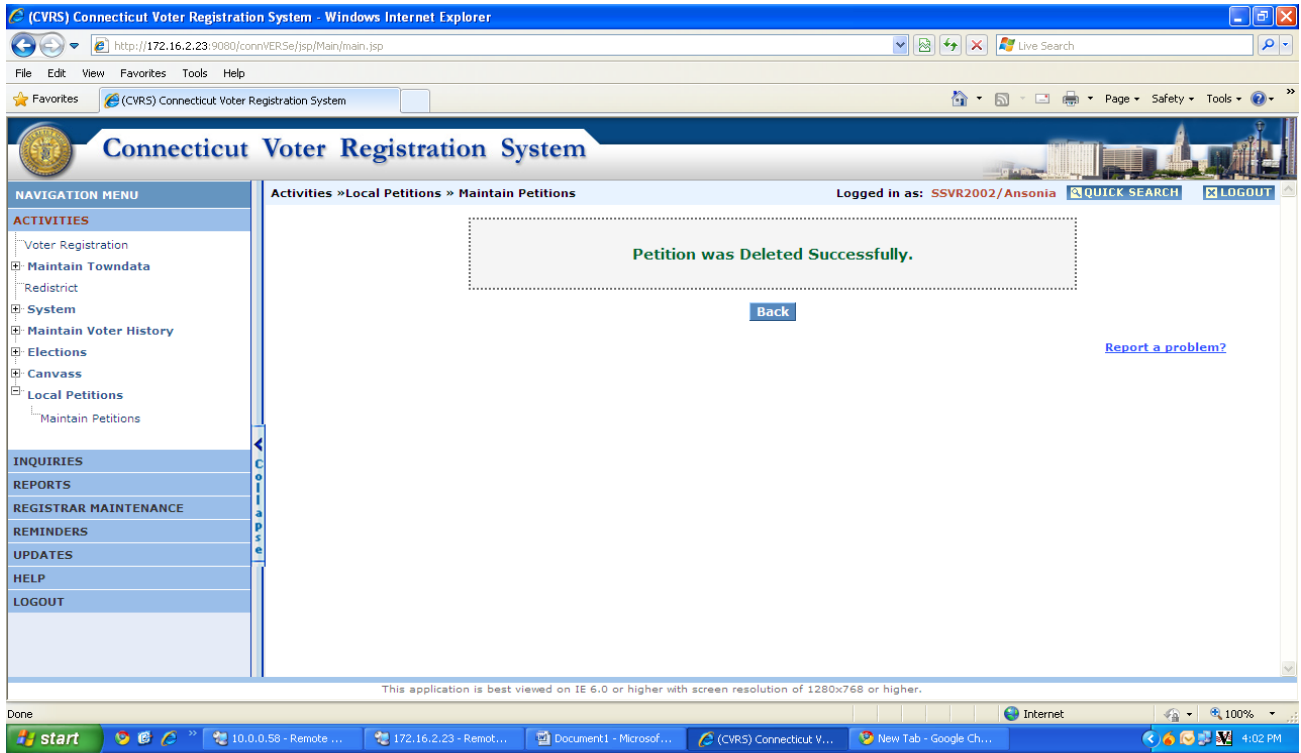 (CVRS) Connecticut Voter Registration System - Windows Internet Explorer
http://172.16.2.23:9080/connVERSe/jsp/Main/main.jsp
Live Search
File Edit View Favorites Tools Help
Favorites (CVRS) Connecticut Voter Registration System
Page Safety Tools »
Connecticut Voter Registration System
NAVIGATION MENU
Activities »Local Petitions » Maintain Petitions
Logged in as: SSVR2002/Ansonia QUICK SEARCH LOGOUT
ACTIVITIES
Voter Registration
Maintain Towndata
Redistrict
System
Maintain Voter History
Elections
Canvass
Local Petitions
Maintain Petitions
INQUIRIES
REPORTS
REGISTRAR MAINTENANCE
REMINDERS
UPDATES
HELP
LOGOUT
Collapse
Petition was Deleted Successfully.
Back
Report a problem?
This application is best viewed on IE 6.0 or higher with screen resolution of 1280x768 or higher.
Done
Internet
100%
start
»
10.0.0.58 - Remote ...
172.16.2.23 - Remot...
Document1 - Microsof...
(CVRS) Connecticut V...
New Tab - Google Ch...
4:02 PM